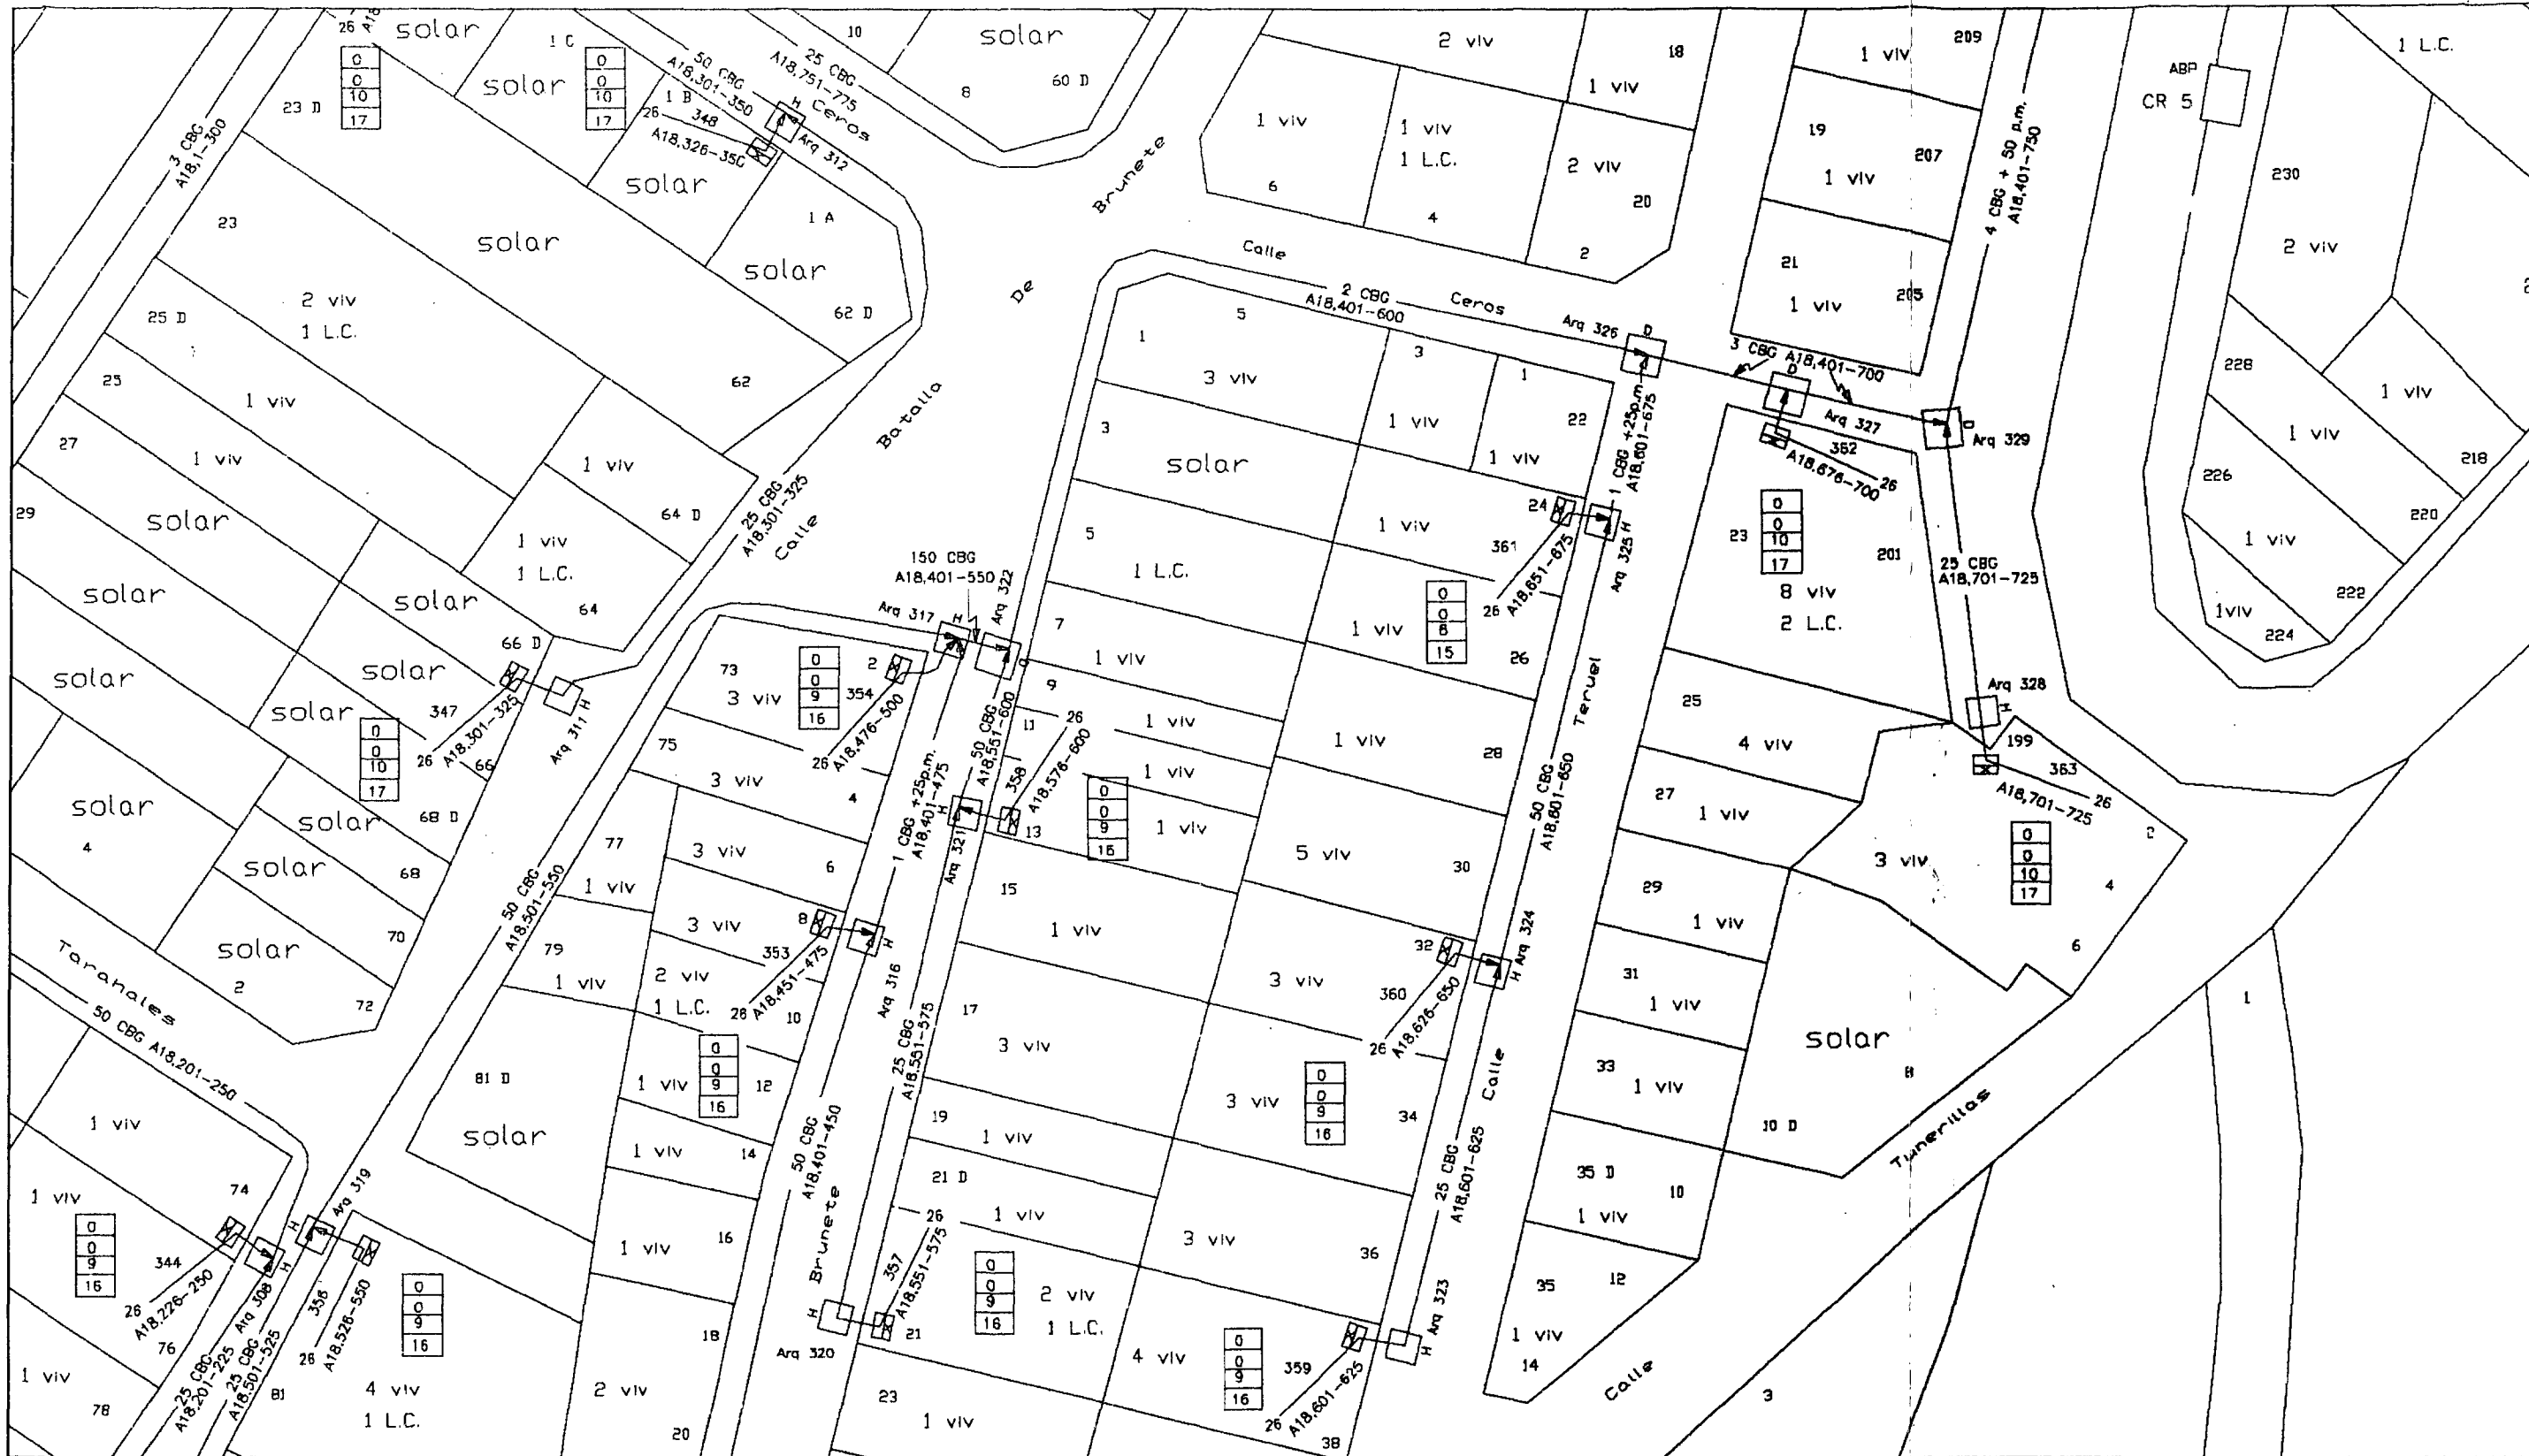 26
solar
1 C
solar
0
0
10
17
0
0
10
17
23 D
50 CBG
A18,301-350
25 CBG
A18,751-775
10
solar
8
60 D
1 B
26
348
H
Ceros
Arq 312
solar
1 A
solar
62 D
3 CBG
A18,1-300
23
solar
2 viv
1 L.C.
62
25 D
25
1 viv
27
1 viv
29
solar
1 viv
64 D
1 viv
1 L.C.
64
solar
solar
66 D
solar
solar
solar
347
26
A18,301-325
66
0
0
10
17
Arq 311
H
25 CBG
A18,301-325
Calle
Batalla
De
Brunete
solar
4
solar
68 D
68
solar
70
solar
2
72
50 CBG A18,201-250
1 viv
74
1 viv
0
0
9
16
344
26
A18,226-250
76
1 viv
78
Arq 308
H
H
Arq 319
25 CBG
A18,201-225
25 CBG
A18,501-525
356
26
A18,526-550
0
0
9
16
81
4 viv
1 L.C.
50 CBG
A18,501-550
2 viv
18
1 viv
1 viv
6
1 viv
1 L.C.
4
1 viv
2 viv
20
2
Calle
Ceros
2 CBG
A18,401-600
Arq 326
D
3 CBG A18,401-700
D
Arq 327
Arq 329
D
1 viv
209
19
1 viv
207
21
1 viv
205
4 CBG + 50 p.m.
A18,401-750
ABP
CR 5
1 L.C.
230
2 viv
228
1 viv
1 viv
218
226
220
1 viv
222
1viv
224
1
5
3 viv
3
1 viv
1
22
1 viv
3
solar
5
1 L.C.
7
1 viv
9
11
1 viv
1 viv
1 viv
13
26
358
A18,576-600
0
0
9
16
24
1 viv
361
26
A18,651-675
0
0
8
15
1 viv
26
1 viv
28
5 viv
30
1 CBG +25p.m.
A18,601-675
Arq 325
H
Teruel
50 CBG
A18,601-650
352
26
A18,676-700
23
0
0
10
17
201
8 viv
2 L.C.
25 CBG
A18,701-725
Arq 328
H
199
363
26
A18,701-725
0
0
10
17
3 viv
2
4
6
25
4 viv
27
1 viv
29
1 viv
31
1 viv
33
1 viv
solar
8
10 D
35 D
10
1 viv
35
12
1 viv
14
Calle
Tunerillas
1
3
150 CBG
A18,401-550
Arq 317
H
Arq 322
D
73
3 viv
0
0
9
16
2
354
26
A18,476-500
75
3 viv
4
77
3 viv
6
1 viv
79
1 viv
3 viv
8
353
A18,451-475
2 viv
1 L.C.
10
0
0
9
16
81 D
solar
1 viv
12
1 viv
14
1 viv
16
18
2 viv
20
1 CBG +25p.m.
A18,401-475
50 CBG
A18,551-600
H
Arq 321
H
Arq 316
25 CBG
A18,551-575
50 CBG
A18,401-450
Brunete
H
Arq 320
357
26
A18,551-575
15
1 viv
17
3 viv
19
1 viv
21 D
1 viv
21
0
0
9
16
2 viv
1 L.C.
23
1 viv
32
3 viv
360
26
A18,626-650
H
Arq 324
3 viv
0
0
9
16
34
3 viv
36
4 viv
0
0
9
16
359
26
A18,601-625
38
25 CBG
A18,601-625
Calle
Arq 323
H